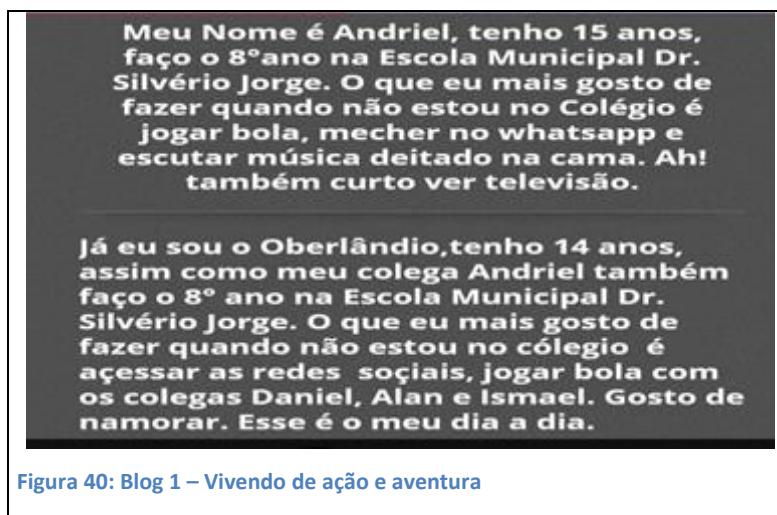 Meu Nome é Andriel, tenho 15 anos,
faço o 8ºano na Escola Municipal Dr.
Silvério Jorge. O que eu mais gosto de
fazer quando não estou no Colégio é
jogar bola, mecher no whatsapp e
escutar música deitado na cama. Ah!
também curto ver televisão.
Já eu sou o Oberlândio,tenho 14 anos,
assim como meu colega Andriel também
faço o 8º ano na Escola Municipal Dr.
Silvério Jorge. O que eu mais gosto de
fazer quando não estou no cólegio é
açessar as redes soçiais, jogar bola com
os colegas Daniel, Alan e Ismael. Gosto de
namorar. Esse é o meu dia a dia.
Figura 40: Blog 1 – Vivendo de ação e aventura